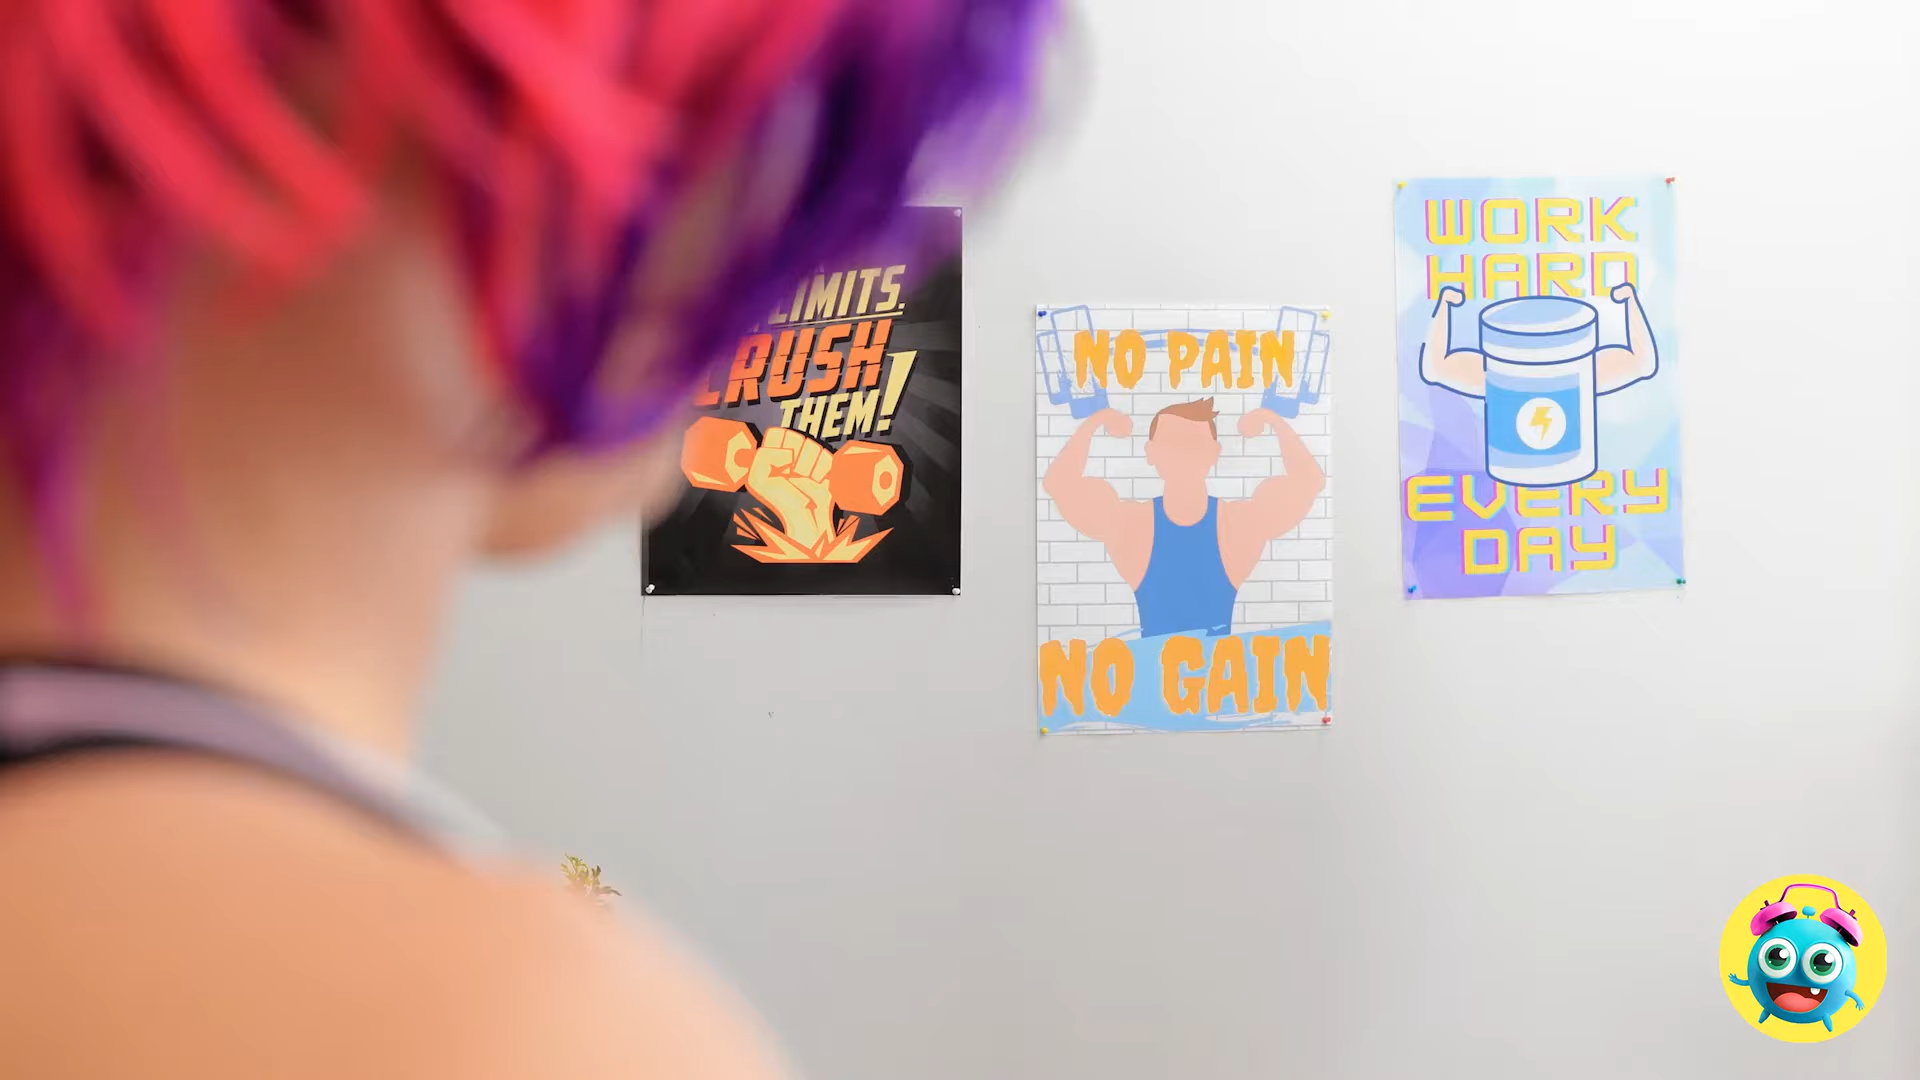 LIMITS.
CRUSH
THEM!
NO PAIN
NO GAIN
WORK
HARD
EVERY
DAY